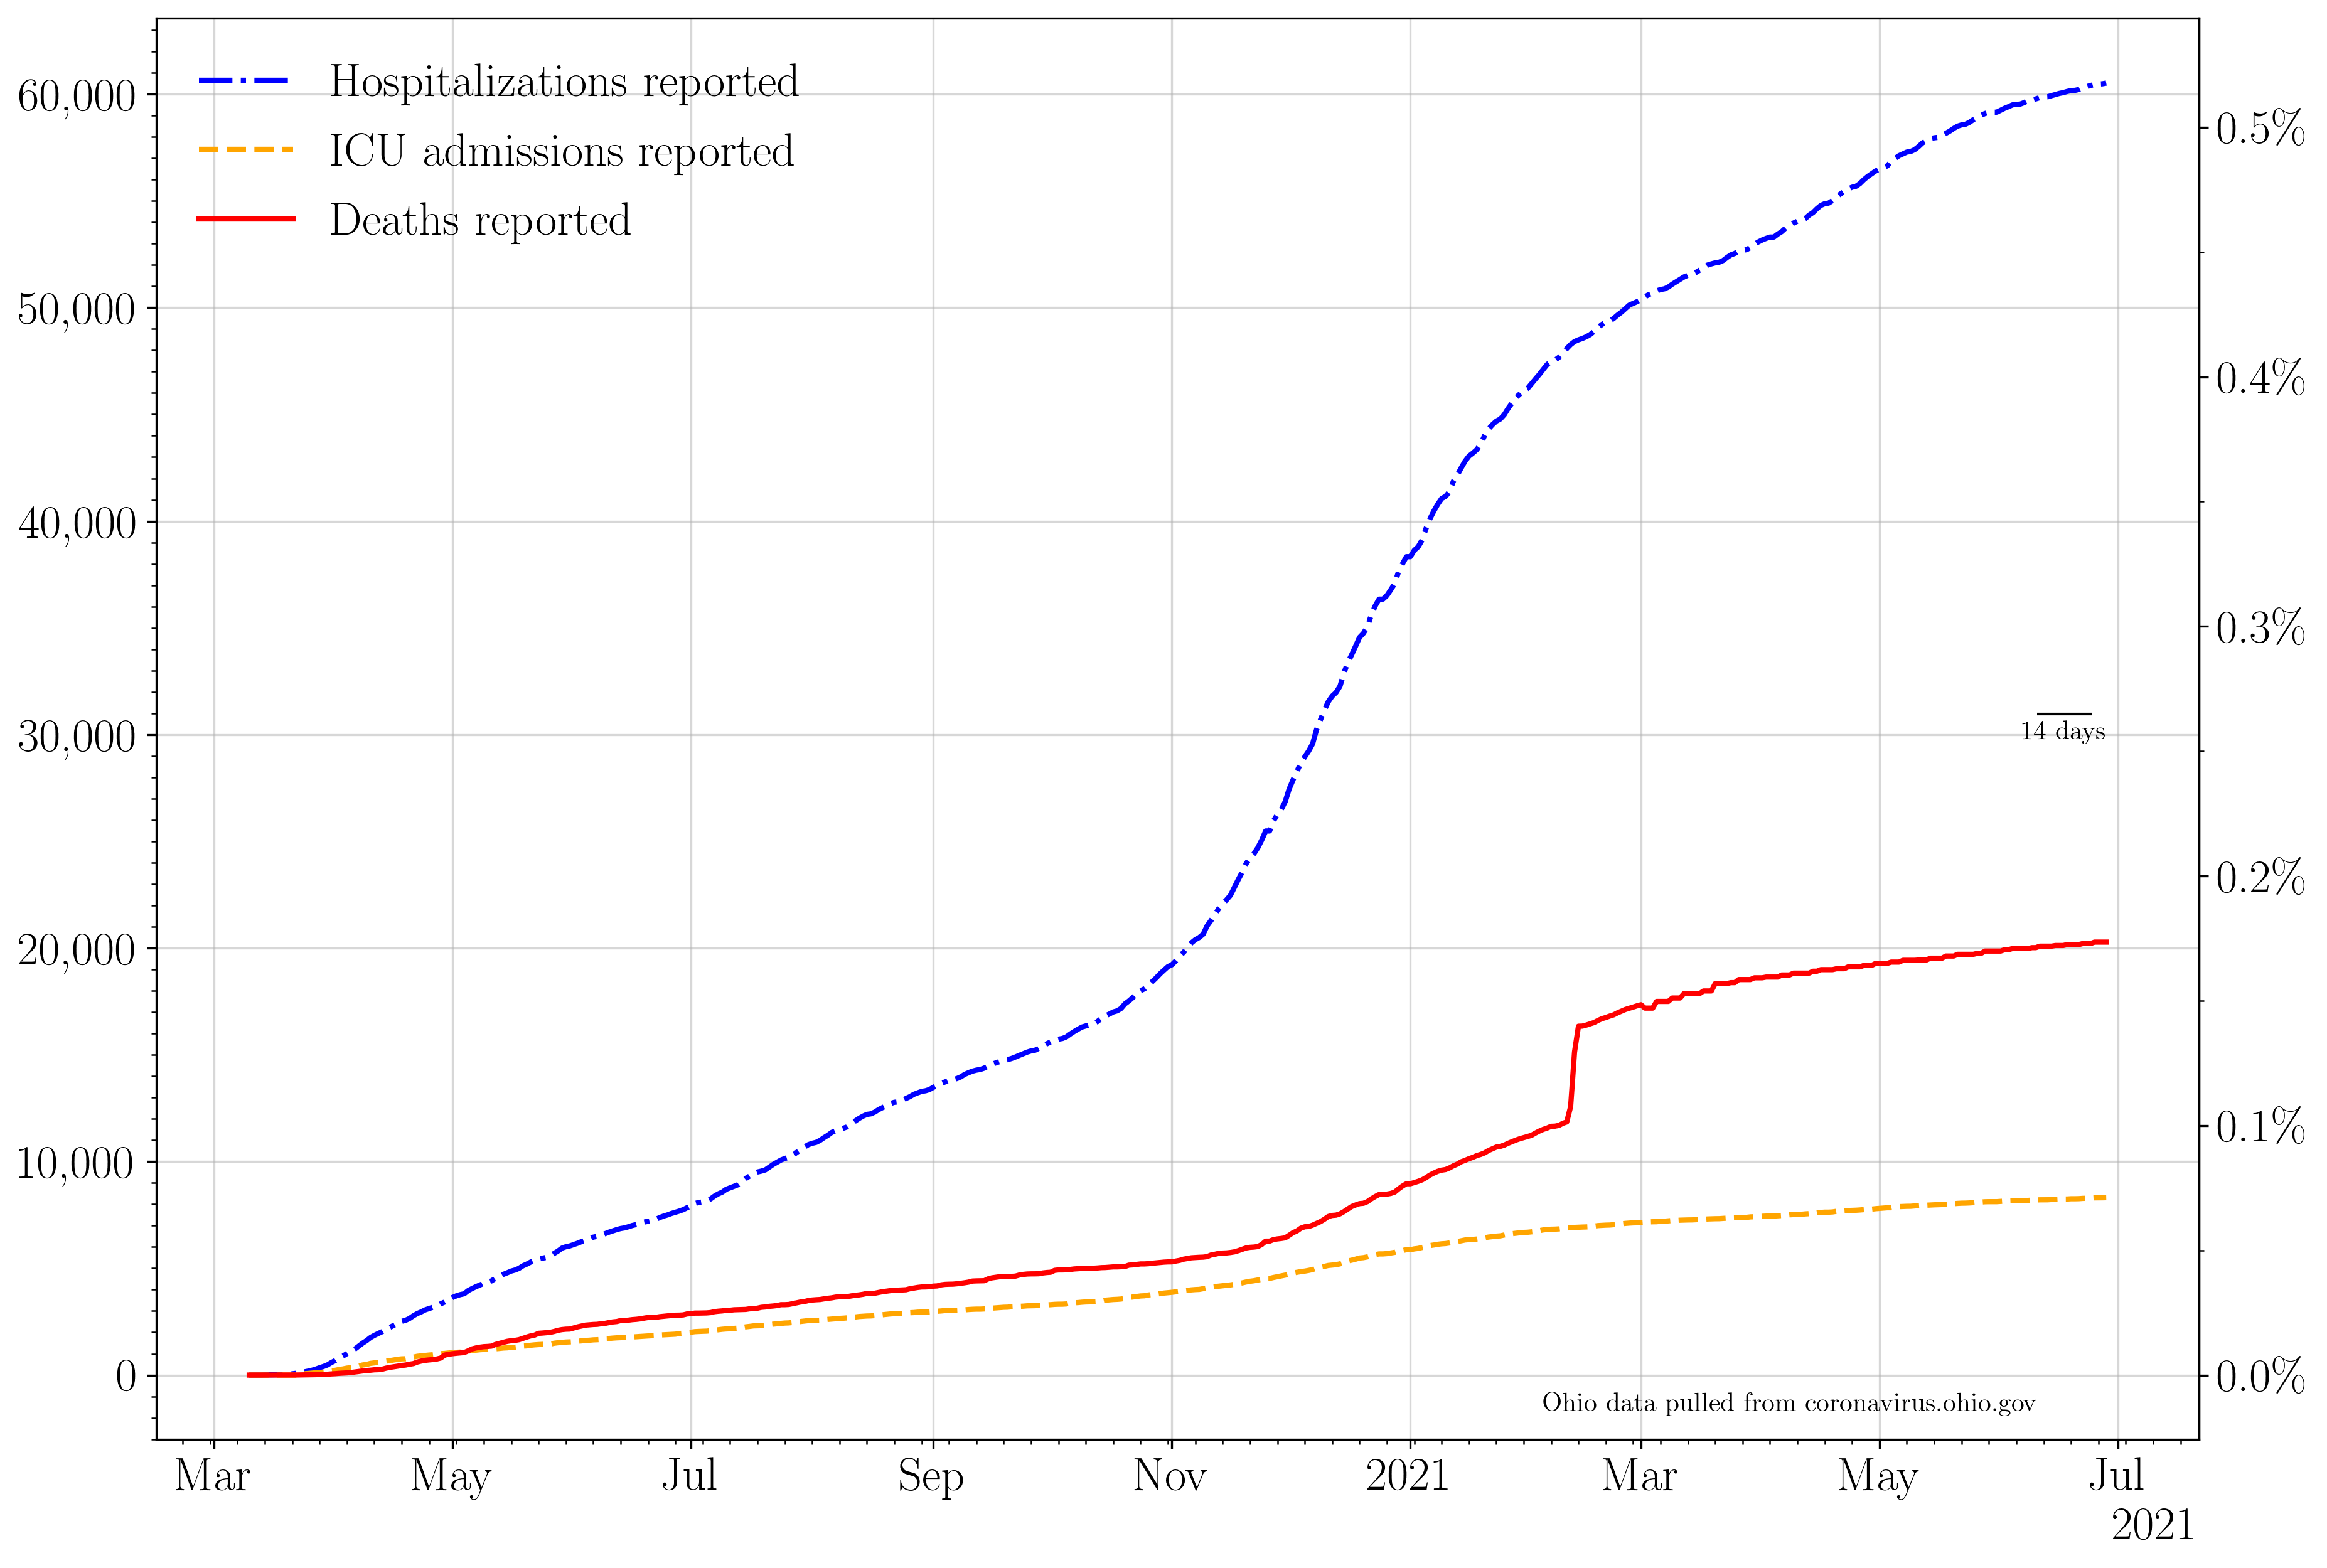 Hospitalizations reported
ICU admissions reported
Deaths reported
60,000
50,000
40,000
30,000
20,000
10,000
0
0.5%
0.4%
0.3%
0.2%
0.1%
0.0%
14 days
Ohio data pulled from coronavirus.ohio.gov
Mar May Jul Sep Nov 2021 Mar May Jul
2021